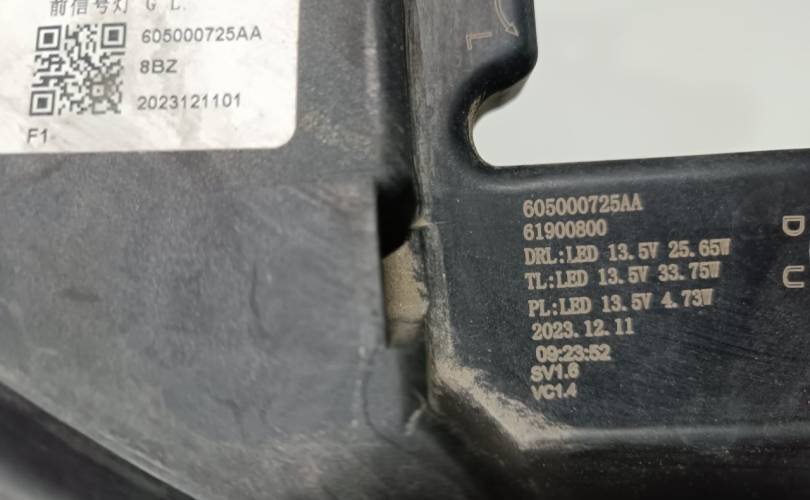 前信号灯 G L.
605000725AA
8BZ
2023121101
F1
L
605000725AA
61900800
DRL:LED 13.5V 25.65W
TL:LED 13.5V 33.75W
PL:LED 13.5V 4.73W
2023.12.11
09:23:52
SV1.6
VC1.4
D
U